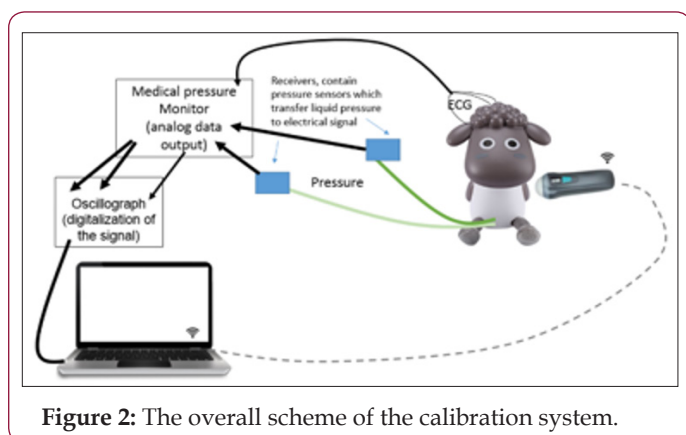 Medical pressure
Monitor
(analog data
output)
Receivers, contain
pressure sensors which
transfer liquid pressure
to electrical signal
ECG
Pressure
Oscillograph
(digitalization of
the signal)
Figure 2: The overall scheme of the calibration system.